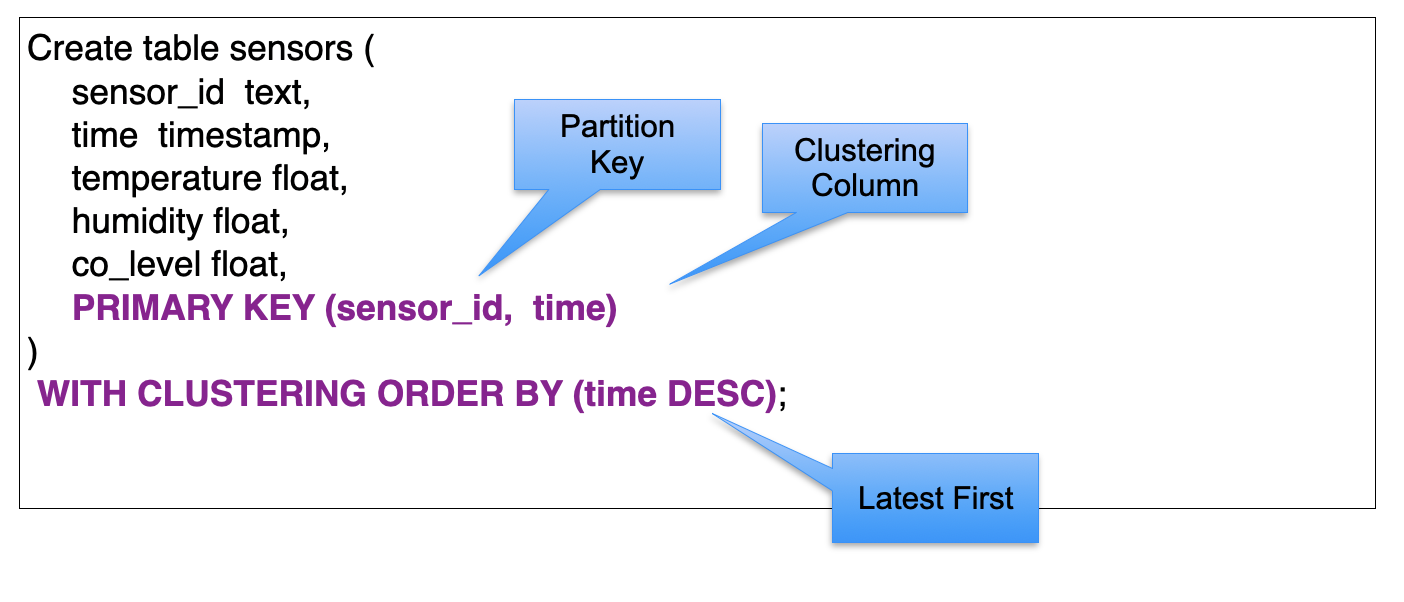 Create table sensors (
sensor_id  text,
time  timestamp,
temperature float,
humidity float,
co_level float,
PRIMARY KEY (sensor_id,  time)
)
WITH CLUSTERING ORDER BY (time DESC);
Partition
Key
Clustering
Column
Latest First